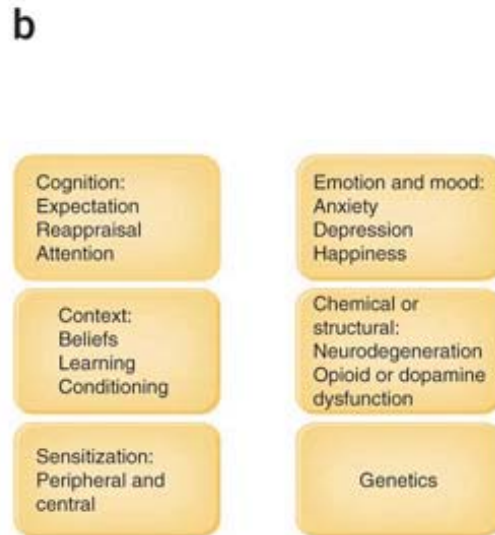 b
Cognition:
Expectation
Reappraisal
Attention
Emotion and mood:
Anxiety
Depression
Happiness
Context:
Beliefs
Learning
Conditioning
Chemical or
structural:
Neurodegeneration
Opioid or dopamine
dysfunction
Sensitization:
Peripheral and
central
Genetics